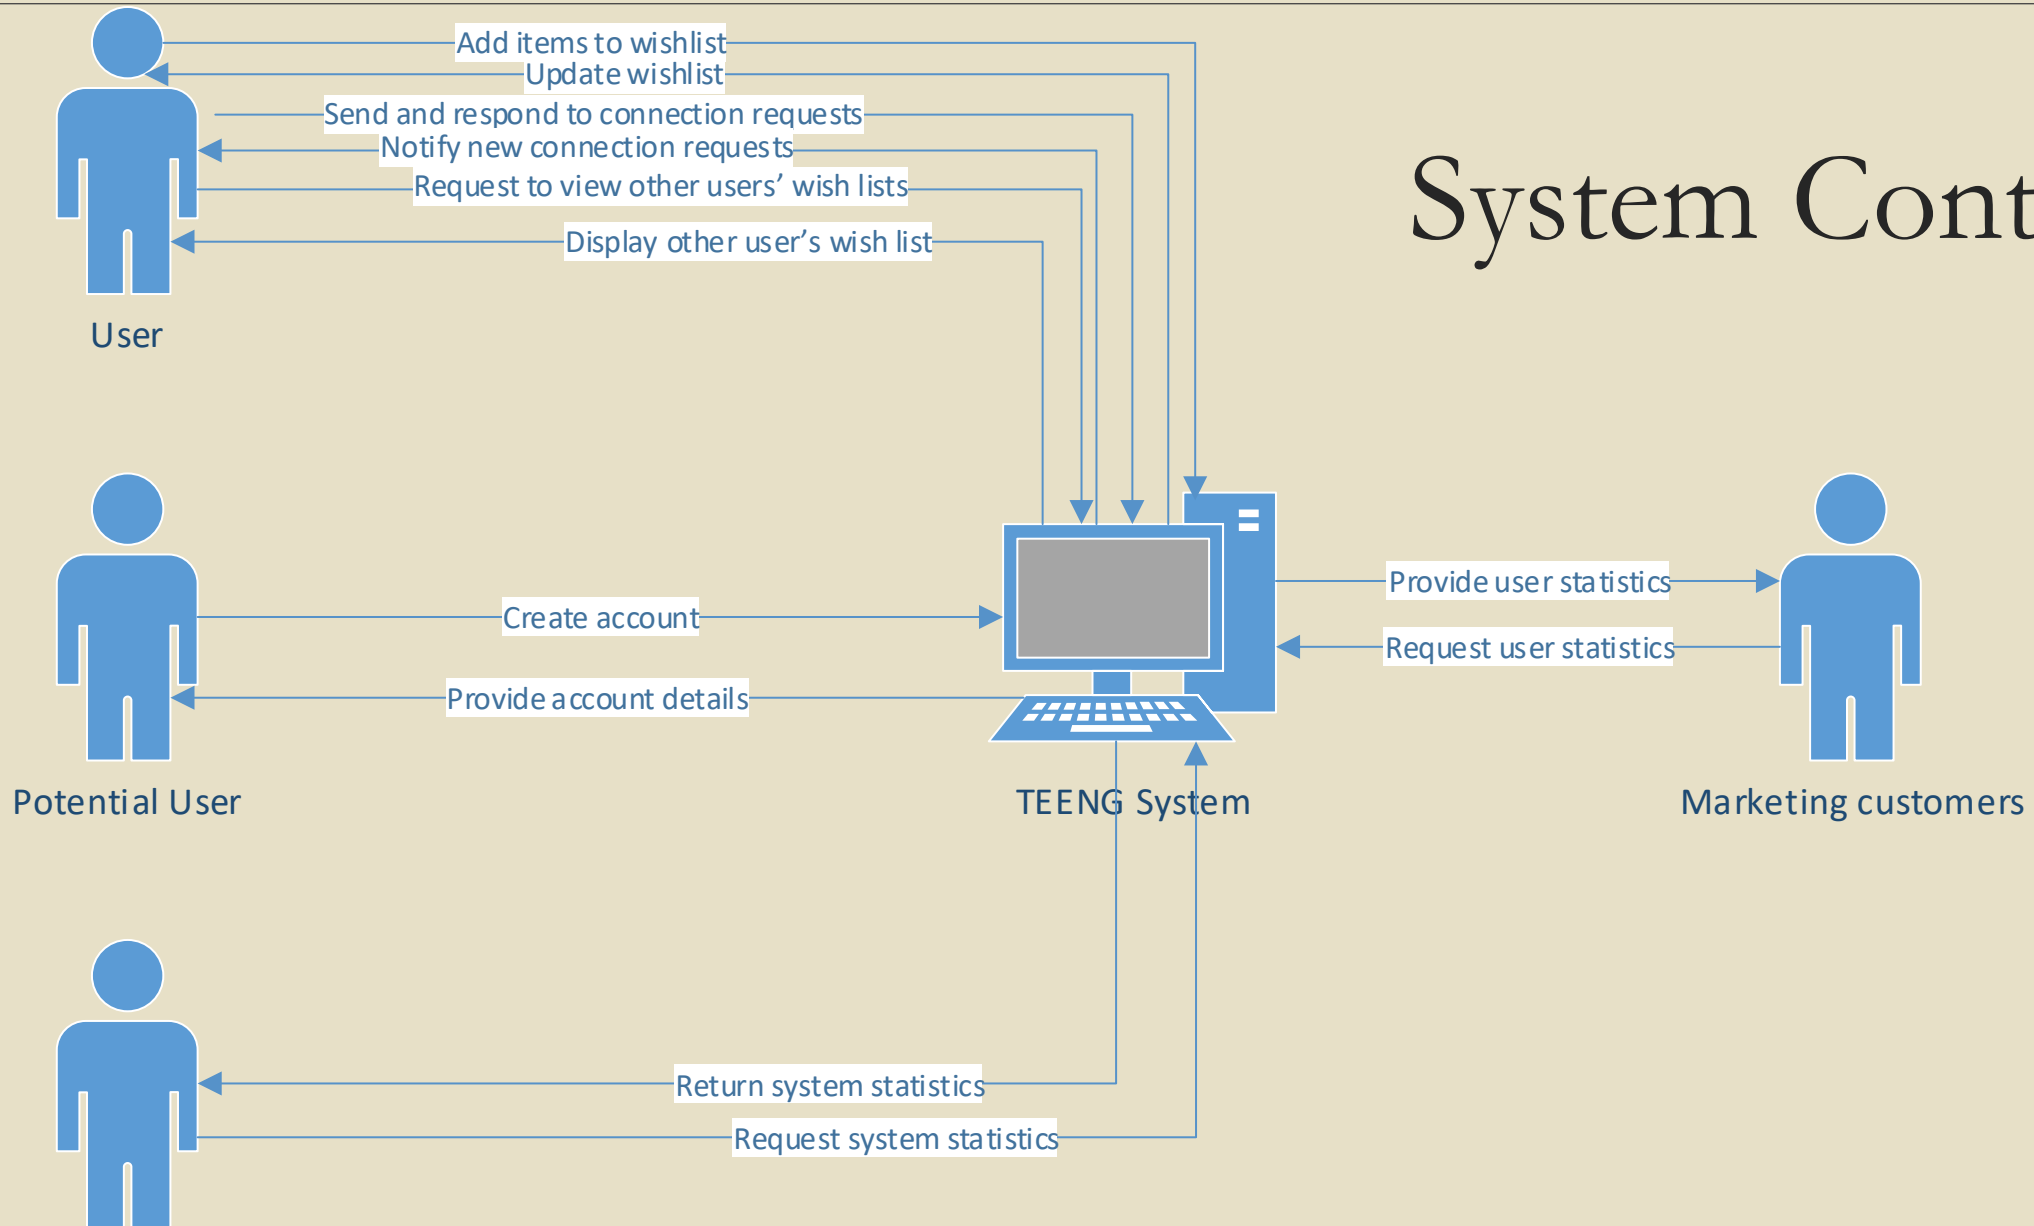 Add items to wishlist
Update wishlist
Send and respond to connection requests
Notify new connection requests
Request to view other users’ wish lists
Display other user’s wish list
System Cont
User
Provide user statistics
Create account
Request user statistics
Provide account details
Potential User
TEENG System
Marketing customers
Return system statistics
Request system statistics